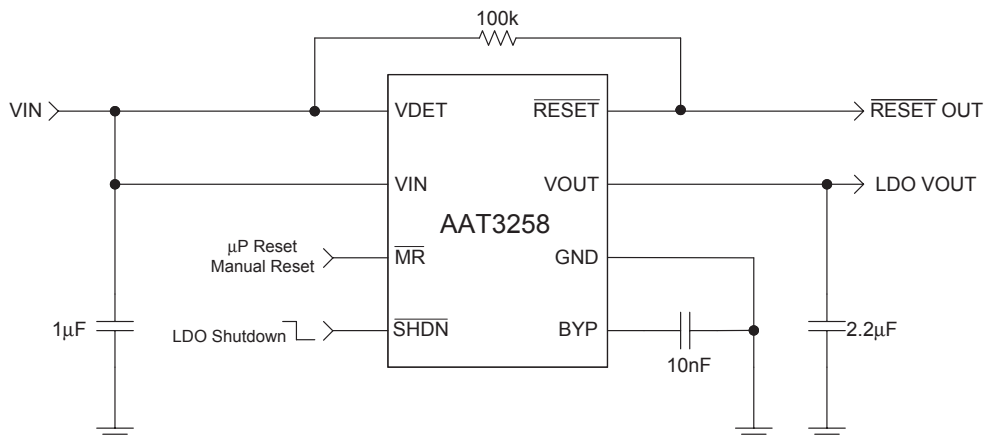 100k
VIN
VDET
RESET
RESET OUT
VIN
VOUT
LDO VOUT
AAT3258
μP Reset
Manual Reset
MR
GND
1μF
LDO Shutdown
SHDN
BYP
10nF
2.2μF